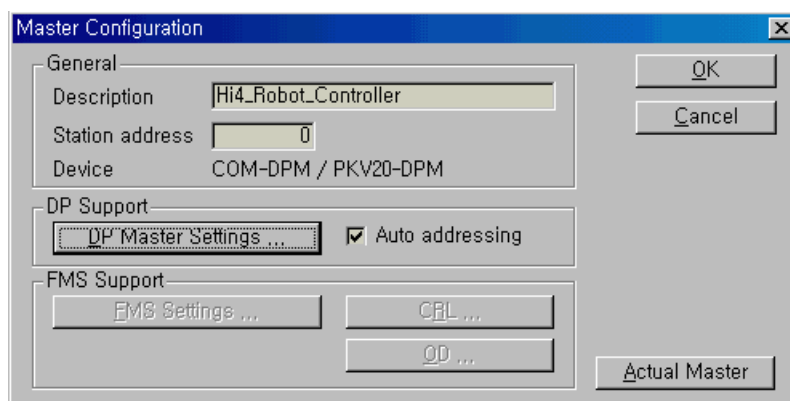 Master Configuration
General
OK
Description Hi4_Robot_Controller
Cancel
Station address 0
Device COM-DPM / PKV20-DPM
DP Support
DP Master Settings ... Auto addressing
FMS Support
FMS Settings ... CRL ...
OD ...
Actual Master